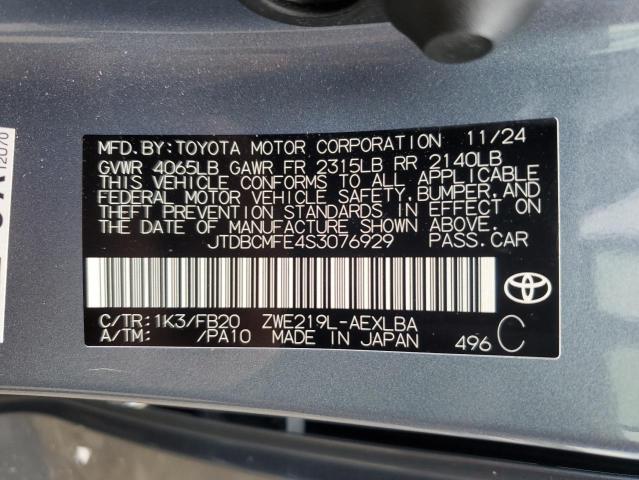 MFD. BY: TOYOTA MOTOR CORPORATION 11/24
GVWR 4065LB GAWR FR 2315LB RR 2140LB
THIS VEHICLE CONFORMS TO ALL APPLICABLE
FEDERAL MOTOR VEHICLE SAFETY, BUMPER, AND
THEFT PREVENTION STANDARDS IN EFFECT ON
THE DATE OF MANUFACTURE SHOWN ABOVE.
JTDBCMFE4S3076929 PASS. CAR
C/TR: 1K3/FB20 ZWE219L-AEXLBA
A/TM: /PA10 MADE IN JAPAN 496 C
12070